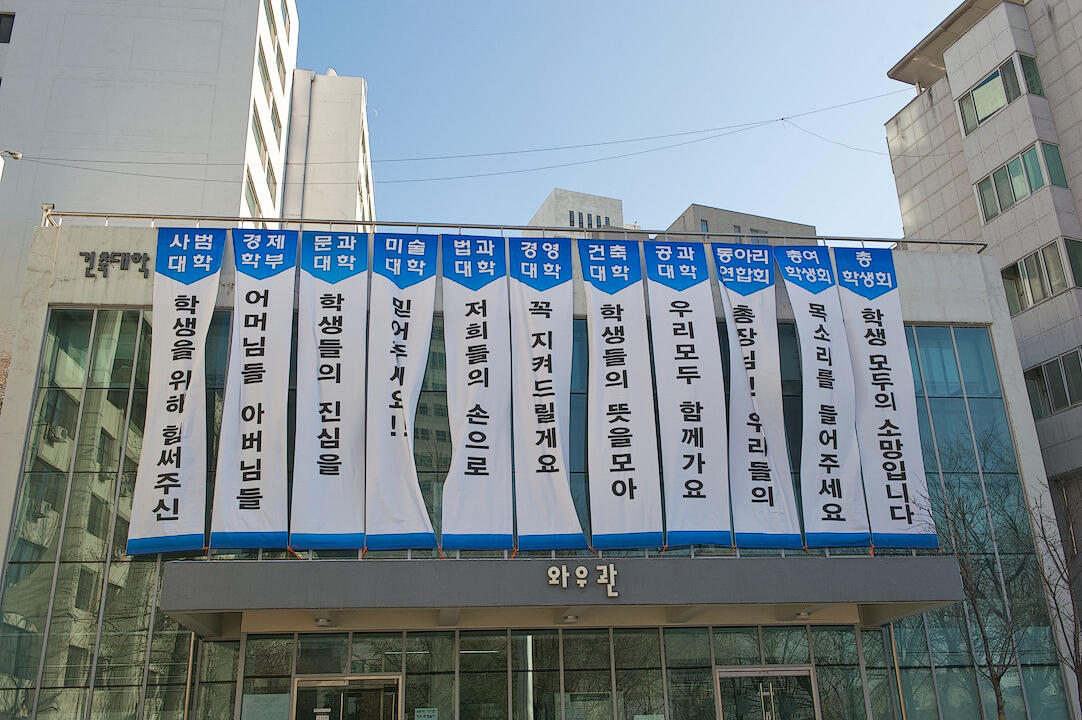 건축대학
사범
대학
학생을 위해 힘써주신
경제
학부
어머님들 아버님들
문과
대학
학생들의 진심을
미술
대학
믿어주세요!!
법과
대학
저희들의 손으로
경영
대학
꼭 지켜드릴게요
건축
대학
학생들의 뜻을모아
공과
대학
우리모두 함께가요
동아리
연합회
총장님!! 우리들의
총여
학생회
목소리를 들어주세요
총
학생회
학생 모두의 소망입니다
와우관